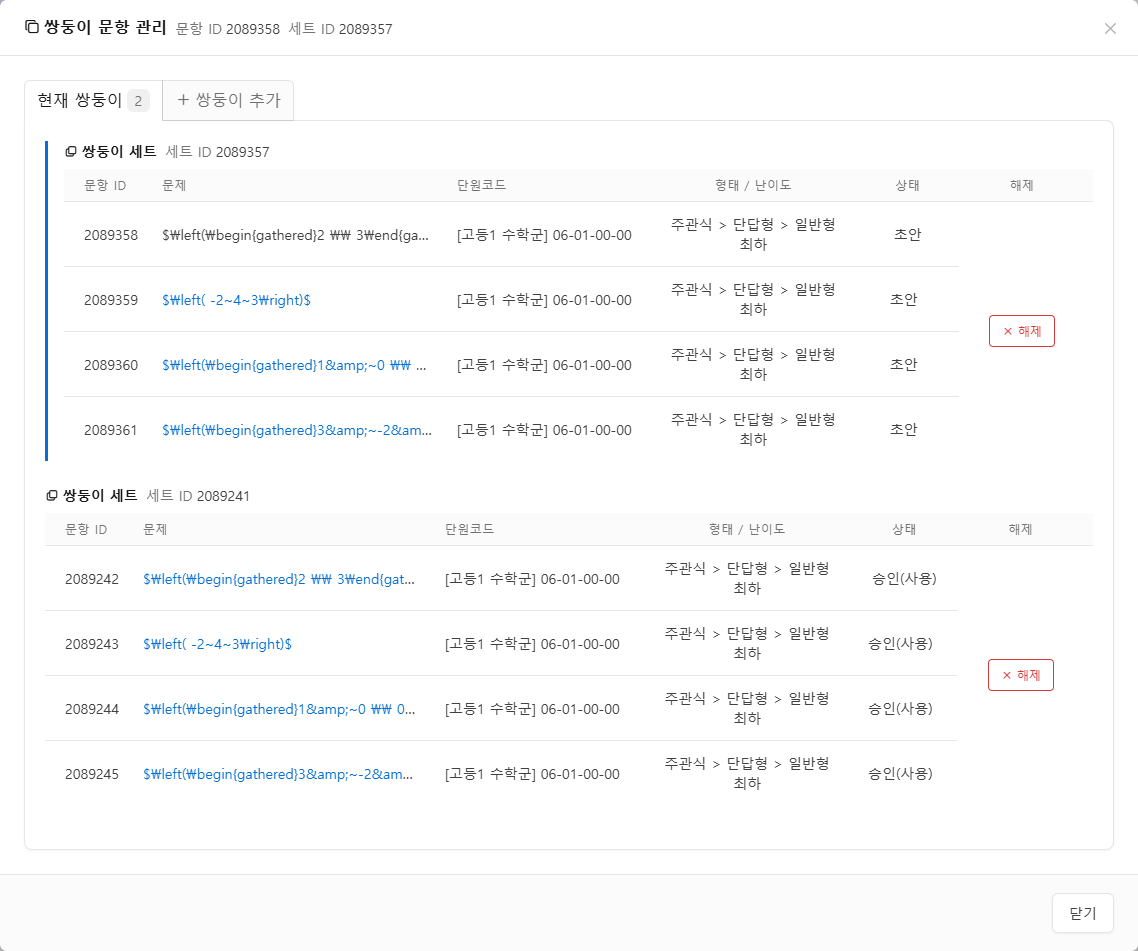 쌍둥이 문항 관리 문항 ID 2089358 세트 ID 2089357
현재 쌍둥이 2 + 쌍둥이 추가
쌍둥이 세트 세트 ID 2089357
문항 ID 문제 단원코드 형태 / 난이도 상태 해제
2089358 $₩left(₩begin{gathered}2 ₩₩ 3₩end{ga... [고등1 수학군] 06-01-00-00 주관식 > 단답형 > 일반형 초안
최하
2089359 $₩left( -2~4~3₩right)$ [고등1 수학군] 06-01-00-00 주관식 > 단답형 > 일반형 초안
최하
× 해제
2089360 $₩left(₩begin{gathered}1&amp;~0 ₩₩ ... [고등1 수학군] 06-01-00-00 주관식 > 단답형 > 일반형 초안
최하
2089361 $₩left(₩begin{gathered}3&amp;~-2&am... [고등1 수학군] 06-01-00-00 주관식 > 단답형 > 일반형 초안
최하
쌍둥이 세트 세트 ID 2089241
문항 ID 문제 단원코드 형태 / 난이도 상태 해제
2089242 $₩left(₩begin{gathered}2 ₩₩ 3₩end{gat... [고등1 수학군] 06-01-00-00 주관식 > 단답형 > 일반형 승인(사용)
최하
2089243 $₩left( -2~4~3₩right)$ [고등1 수학군] 06-01-00-00 주관식 > 단답형 > 일반형 승인(사용)
최하
× 해제
2089244 $₩left(₩begin{gathered}1&amp;~0 ₩₩ 0... [고등1 수학군] 06-01-00-00 주관식 > 단답형 > 일반형 승인(사용)
최하
2089245 $₩left(₩begin{gathered}3&amp;~-2&am... [고등1 수학군] 06-01-00-00 주관식 > 단답형 > 일반형 승인(사용)
최하
닫기